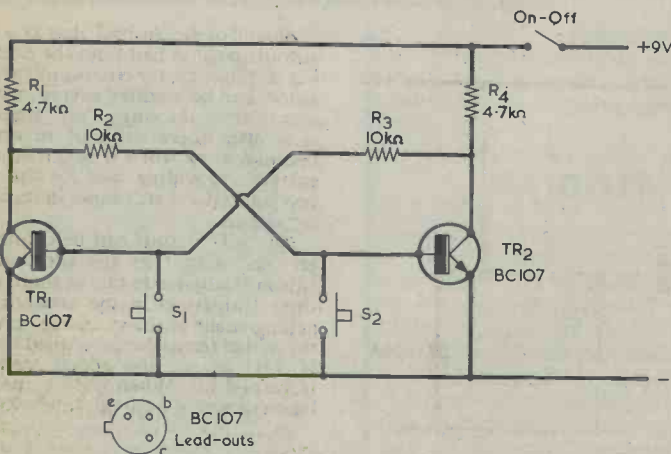 On-Off
+9V
R1
4.7kΩ
R2
10kΩ
R3
10kΩ
R4
4.7kΩ
TR1
BC107
S1
S2
TR2
BC107
–
e
b
c
BC107
Lead-outs